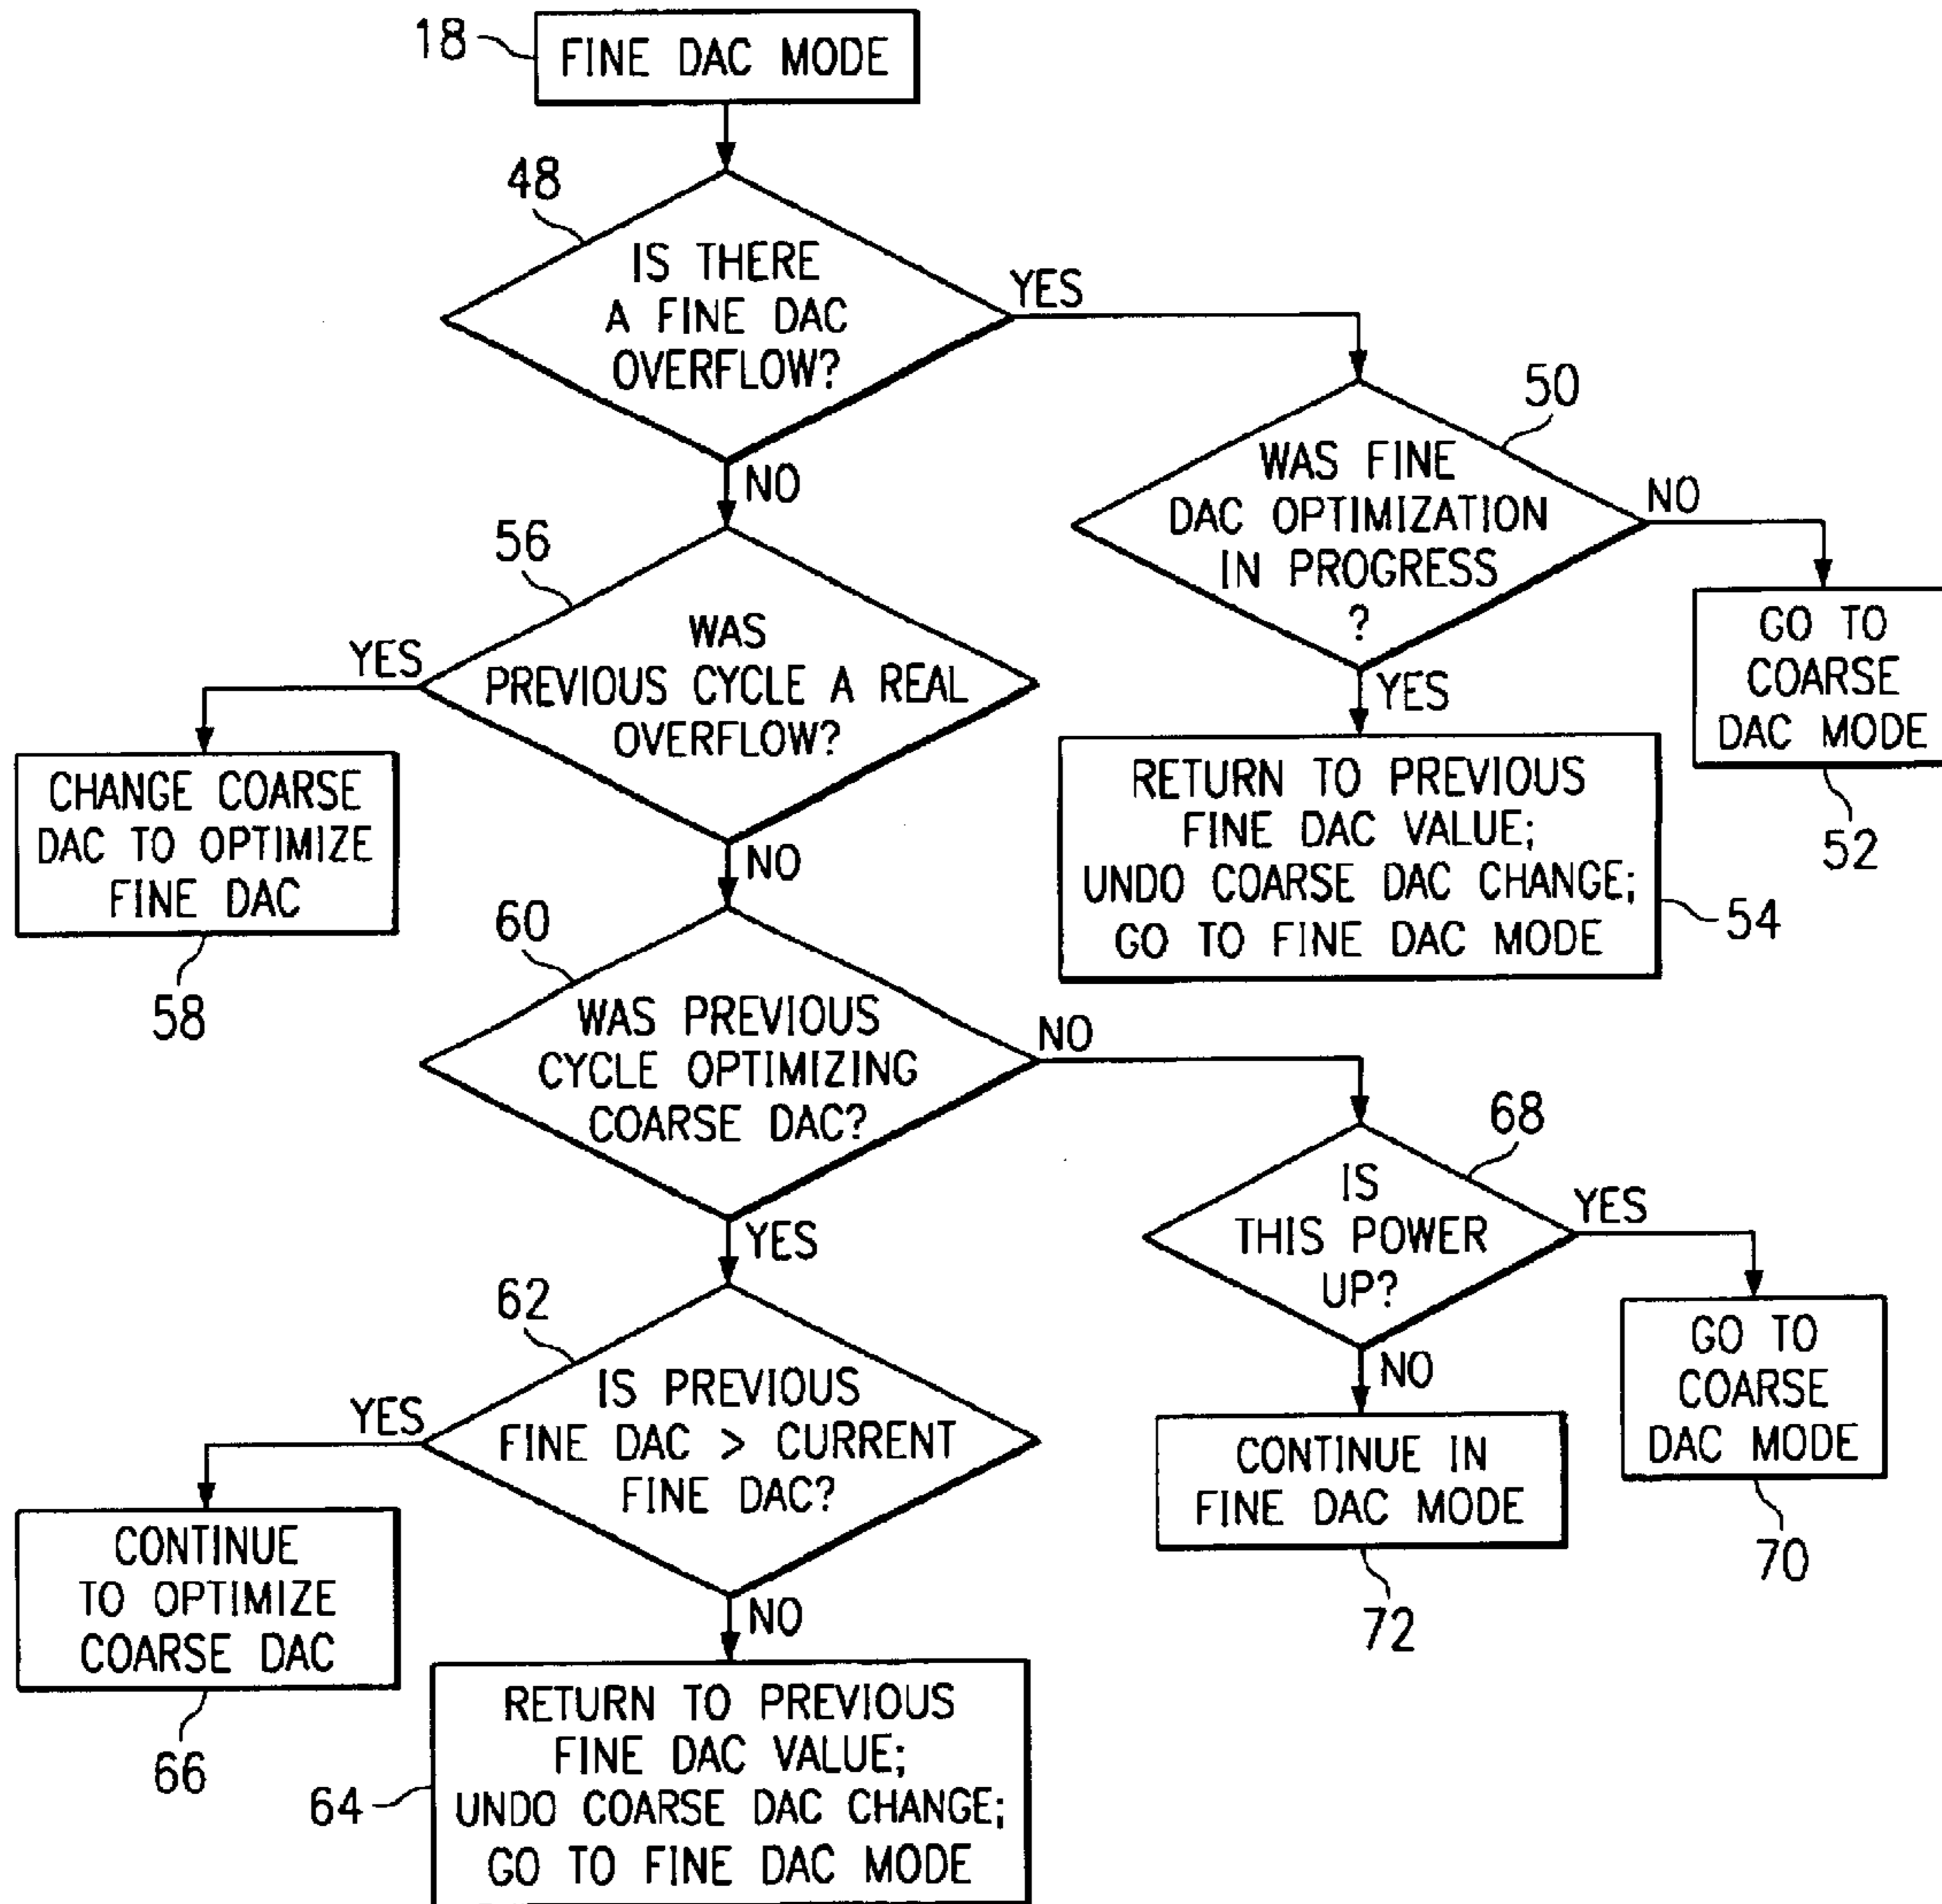 18
FINE DAC MODE
48
IS THERE
A FINE DAC
OVERFLOW?
YES
NO
50
WAS FINE
DAC OPTIMIZATION
IN PROGRESS
?
NO
YES
GO TO
COARSE
DAC MODE
52
RETURN TO PREVIOUS
FINE DAC VALUE;
UNDO COARSE DAC CHANGE;
GO TO FINE DAC MODE
54
56
WAS
PREVIOUS CYCLE A REAL
OVERFLOW?
YES
NO
CHANGE COARSE
DAC TO OPTIMIZE
FINE DAC
58
60
WAS PREVIOUS
CYCLE OPTIMIZING
COARSE DAC?
NO
YES
68
IS
THIS POWER
UP?
YES
NO
GO TO
COARSE
DAC MODE
70
CONTINUE IN
FINE DAC MODE
72
62
IS PREVIOUS
FINE DAC > CURRENT
FINE DAC?
YES
NO
CONTINUE
TO OPTIMIZE
COARSE DAC
66
RETURN TO PREVIOUS
FINE DAC VALUE;
UNDO COARSE DAC CHANGE;
GO TO FINE DAC MODE
64